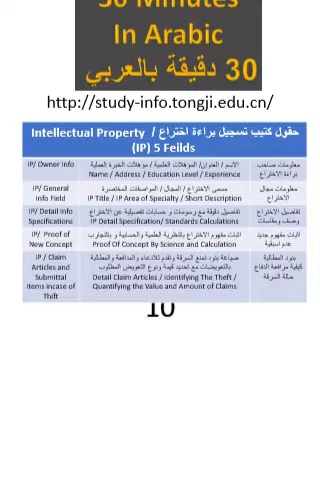 30 Minutes
In Arabic
30 دقيقة بالعربي
http://study-info.tongji.edu.cn/
Intellectual Property / حقول كتيب تسجيل براءة اختراع
(IP) 5 Feilds
IP/ Owner Info
الاسم / العنوان/ المؤهلات العلمية / مؤهلات الخبرة العملية
Name / Address / Education Level / Experience
معلومات صاحب
براءة الاختراع
IP/ General
Info Field
مسمى الاختراع / المجال / المواصفات المختصرة
IP Title / IP Area of Specialty / Short Description
معلومات مجال
الاختراع
IP/ Detail Info
Specifications
تفاصيل دقيقة مع رسومات و حسابات تفصيلية عن الاختراع
IP Detail Specification/ Standards Calculations
تفاصيل الاختراع
وصف ومقاسات
IP/ Proof of
New Concept
اثبات مفهوم الاختراع بالنظرية العلمية والحسابية و بالتجارب
Proof Of Concept By Science and Calculation
اثبات مفهوم جديد
عدم اسبقية
IP / Claim
Articles and
Submittal
Items incase of
Thift
صياغة بنود تمنع السرقة وتقدم للادعاء والمدافعة والمطالبة
بالتعويضات مع تحديد قيمة ونوع التعويض المطلوب
Detail Claim Articles / Identifying The Theft /
Quantifying the Value and Amount of Claims
بنود المطالبة
كيفية مرافعة الدفاع
حالة السرقة
10